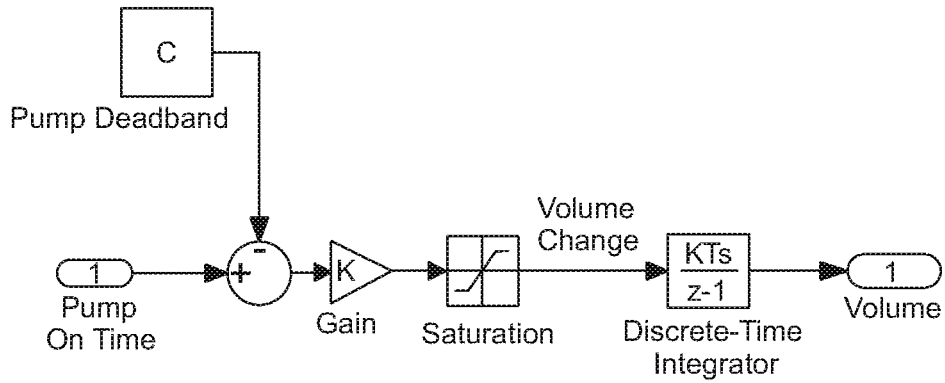 C
Pump Deadband
-
+
1
Pump
On Time
K
Gain
Saturation
Volume
Change
KTs
z-1
Discrete-Time
Integrator
1
Volume